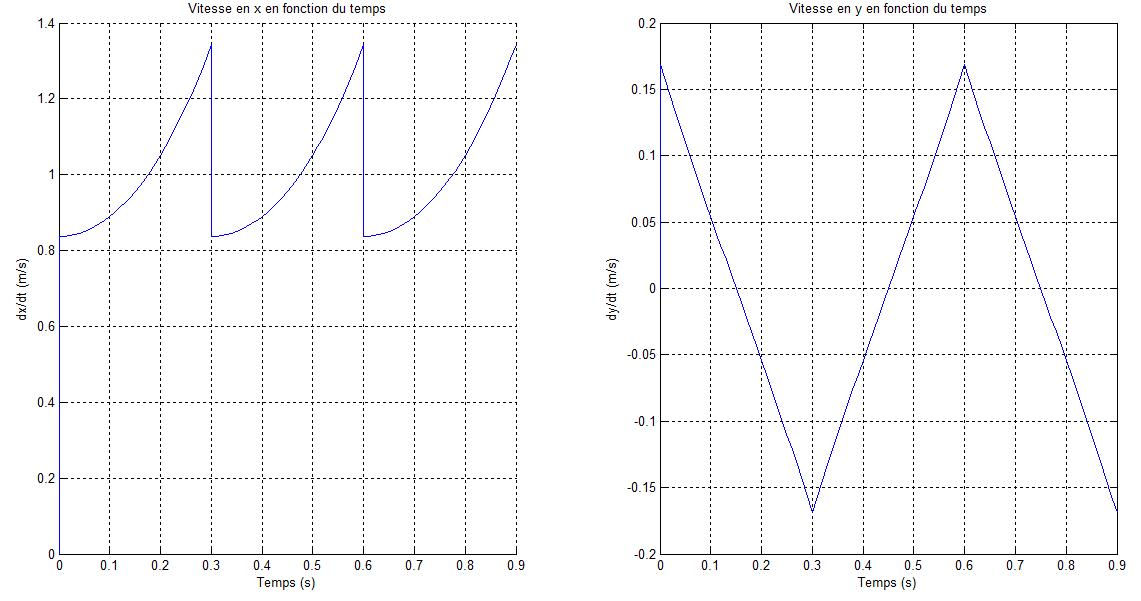 Vitesse en x en fonction du temps
1.4
1.2
1
0.8
0.6
0.4
0.2
0
dx/dt (m/s)
0 0.1 0.2 0.3 0.4 0.5 0.6 0.7 0.8 0.9
Temps (s)
Vitesse en y en fonction du temps
0.2
0.15
0.1
0.05
0
-0.05
-0.1
-0.15
-0.2
dy/dt (m/s)
0 0.1 0.2 0.3 0.4 0.5 0.6 0.7 0.8 0.9
Temps (s)